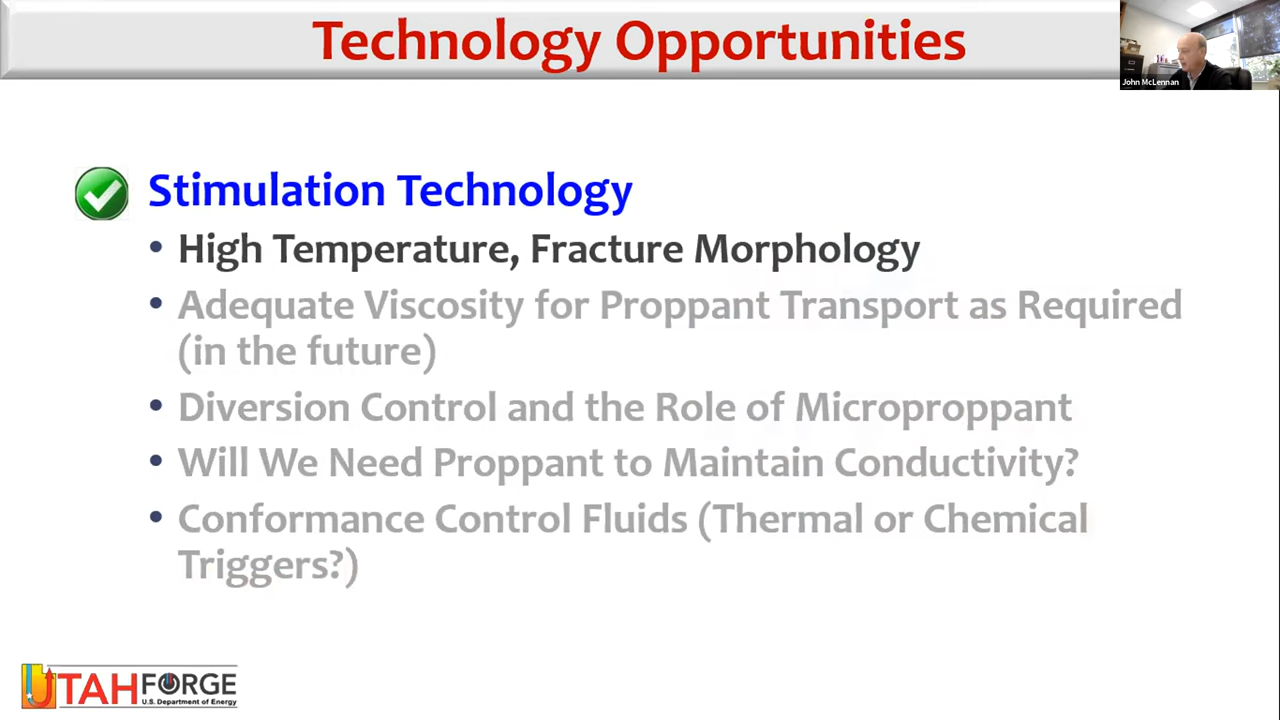 Technology Opportunities
John McLennan
Stimulation Technology
• High Temperature, Fracture Morphology
• Adequate Viscosity for Proppant Transport as Required
(in the future)
• Diversion Control and the Role of Microproppant
• Will We Need Proppant to Maintain Conductivity?
• Conformance Control Fluids (Thermal or Chemical
Triggers?)
UTAH FORGE
U.S. Department of Energy